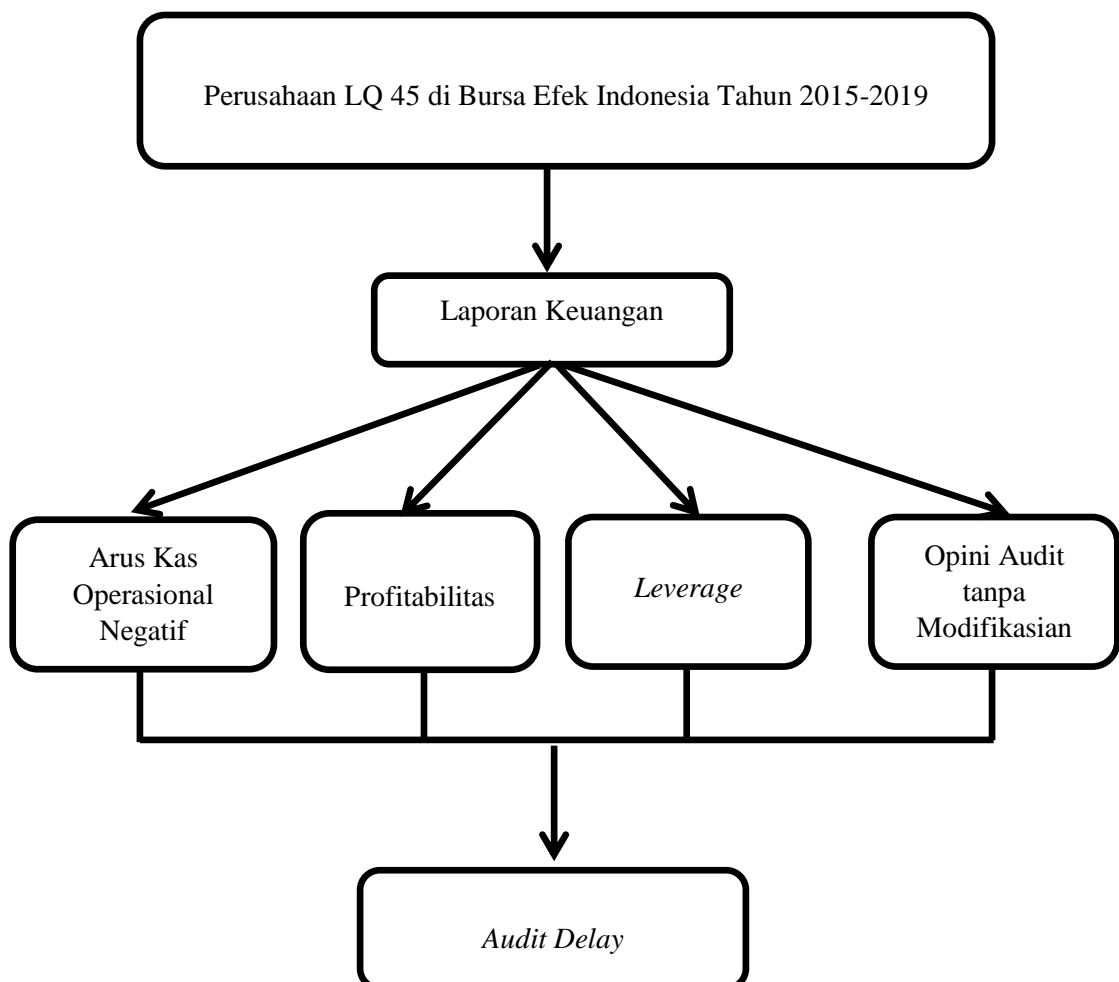 Perusahaan LQ 45 di Bursa Efek Indonesia Tahun 2015-2019
Laporan Keuangan
Arus Kas
Operasional
Negatif
Profitabilitas
Leverage
Opini Audit
tanpa
Modifikasian
Audit Delay